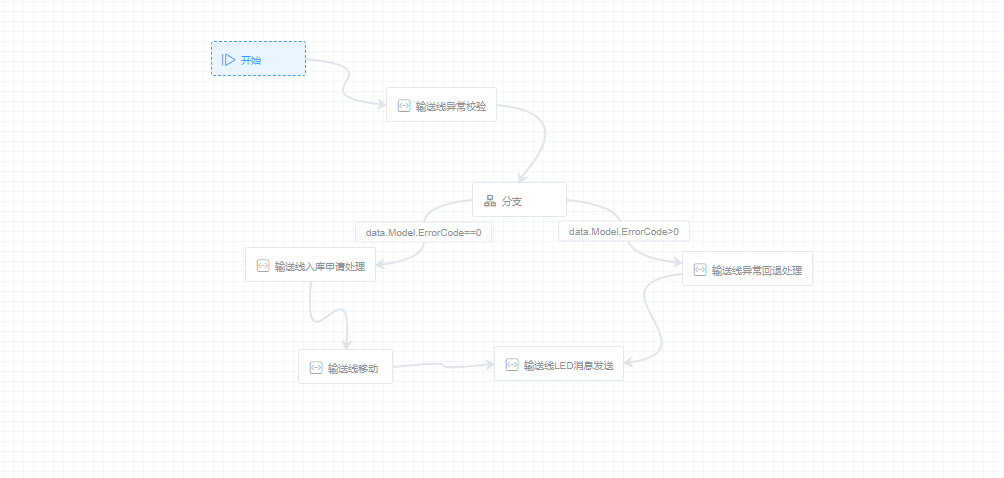 开始
输送线异常校验
分支
data.Model.ErrorCode==0
data.Model.ErrorCode>0
输送线入库申请处理
输送线异常回退处理
输送线移动
输送线LED消息发送